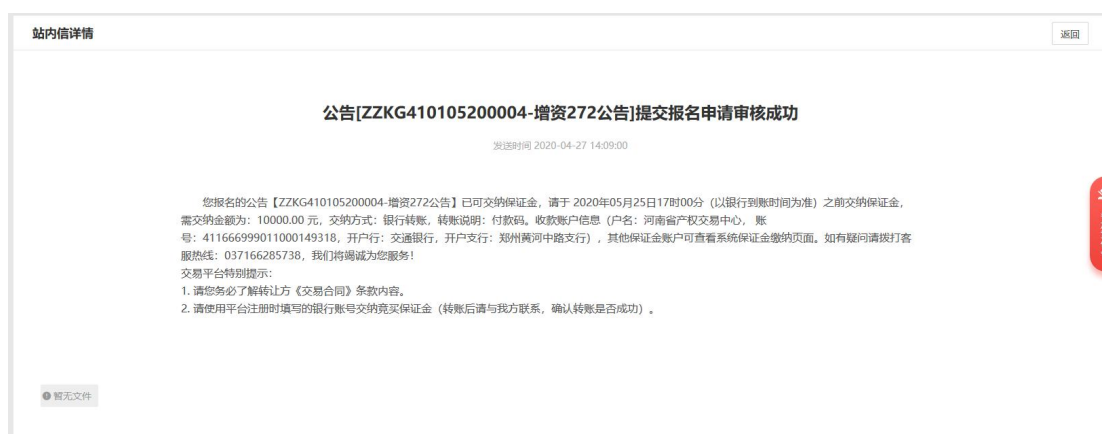 站内信详情
返回
公告[ZZKG410105200004-增资272公告]提交报名申请审核成功
发送时间 2020-04-27 14:09:00
您报名的公告【ZZKG410105200004-增资272公告】已可交纳保证金，请于 2020年05月25日17时00分（以银行到账时间为准）之前交纳保证金，
需交纳金额为：10000.00 元，交纳方式：银行转账，转账说明：付款码。收款账户信息（户名：河南省产权交易中心， 账
号：411666999011000149318，开户行：交通银行，开户支行：郑州黄河中路支行），其他保证金账户可查看系统保证金缴纳页面。如有疑问请拨打客
服热线：037166285738，我们将竭诚为您服务！
交易平台特别提示：
1. 请您务必了解转让方《交易合同》条款内容。
2. 请使用平台注册时填写的银行账号交纳竞买保证金（转账后请与我方联系，确认转账是否成功）。
暂无文件